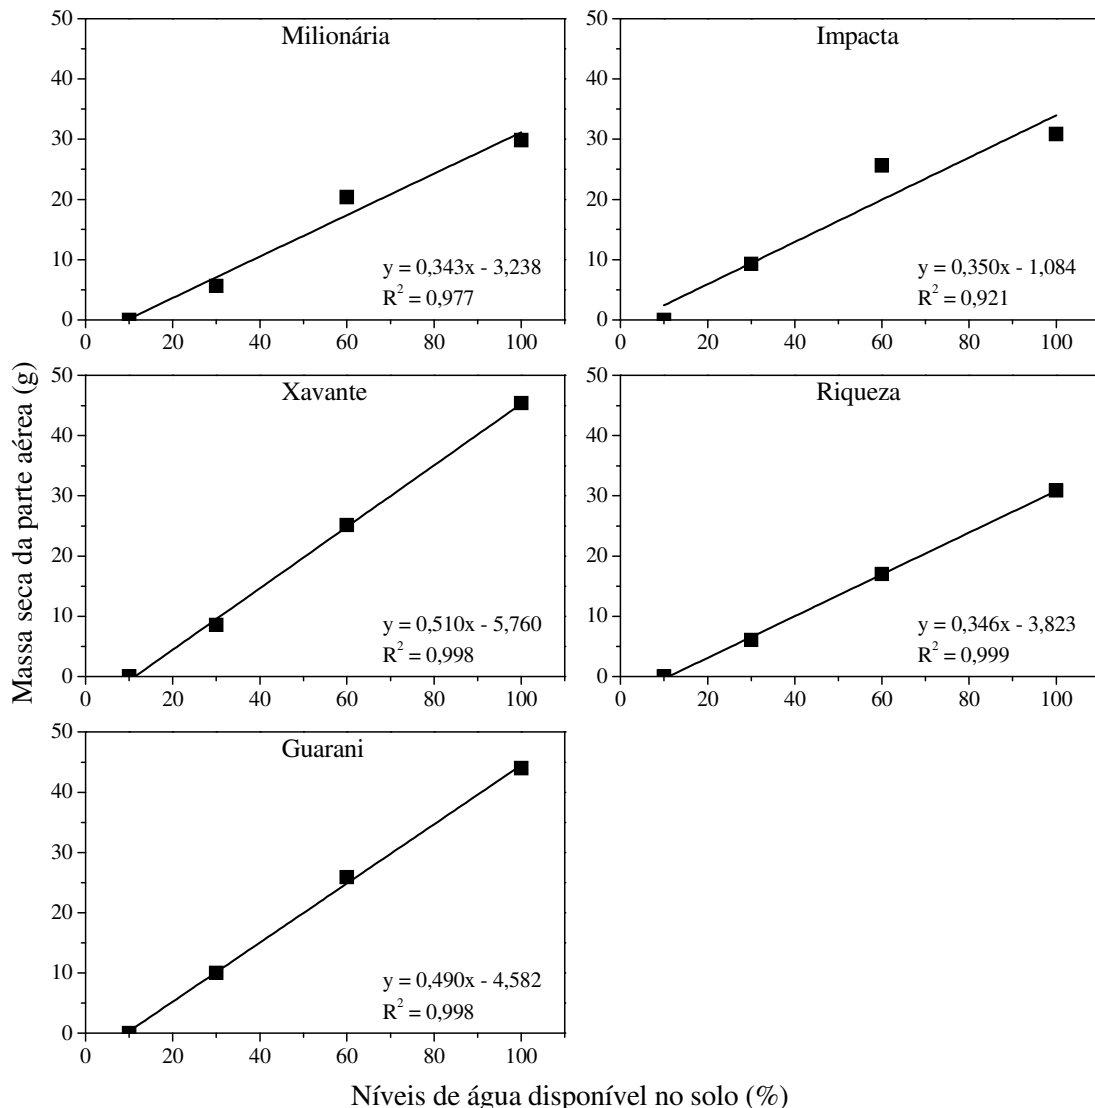 Massa seca da parte aérea (g)
Milionária
50
40
30
20
10
0
y = 0,343x - 3,238
R² = 0,977
0 20 40 60 80 100
Impacta
50
40
30
20
10
0
y = 0,350x - 1,084
R² = 0,921
0 20 40 60 80 100
Xavante
50
40
30
20
10
0
y = 0,510x - 5,760
R² = 0,998
0 20 40 60 80 100
Riqueza
50
40
30
20
10
0
y = 0,346x - 3,823
R² = 0,999
0 20 40 60 80 100
Guarani
50
40
30
20
10
0
y = 0,490x - 4,582
R² = 0,998
0 20 40 60 80 100
Níveis de água disponível no solo (%)